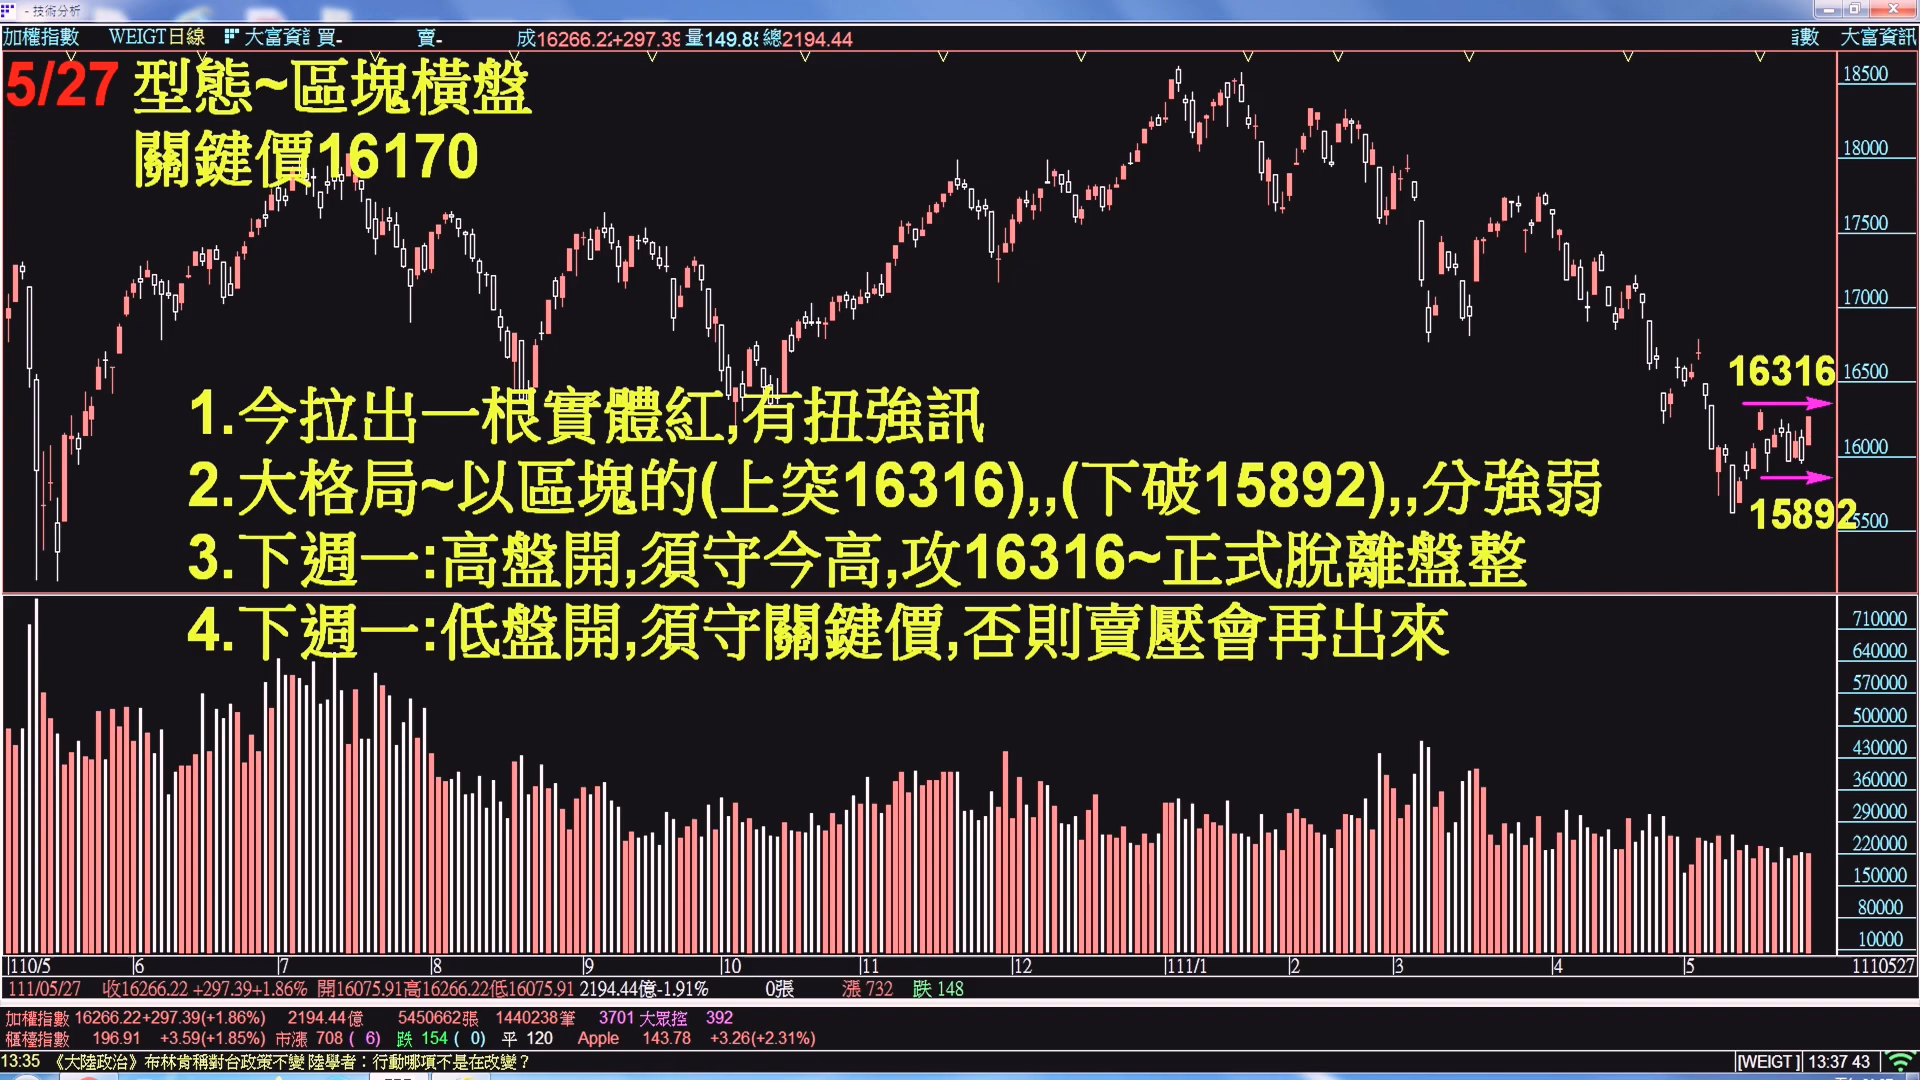 - 技術分析
加權指數 WEIGT日線 大富資訊 買- 賣- 成16266.22+297.39 量149.85 總2194.44 指數 大富資訊
5/27 型態~區塊橫盤
關鍵價16170
18500
18000
17500
17000
16500
16000
15500
16316
15892
1.今拉出一根實體紅,有扭強訊
2.大格局~以區塊的(上突16316),,(下破15892),,分強弱
3.下週一:高盤開,須守今高,攻16316~正式脫離盤整
4.下週一:低盤開,須守關鍵價,否則賣壓會再出來
710000
640000
570000
500000
430000
360000
290000
220000
150000
80000
10000
110/5 6 7 8 9 10 11 12 111/1 2 3 4 5 1110527
111/05/27 收16266.22 +297.39+1.86% 開16075.91高16266.22低16075.91 2194.44億-1.91% 0張 漲 732 跌 148
加權指數 16266.22+297.39(+1.86%) 2194.44億 5450662張 1440238筆 3701 大眾控 392
櫃檯指數 196.91 +3.59(+1.85%) 市漲 708 ( 6) 跌 154 ( 0) 平 120 Apple 143.78 +3.26(+2.31%)
13:35 《大陸政治》布林肯稱對台政策不變 陸學者：行動哪項不是在改變？ [WEIGT] 13:37 43